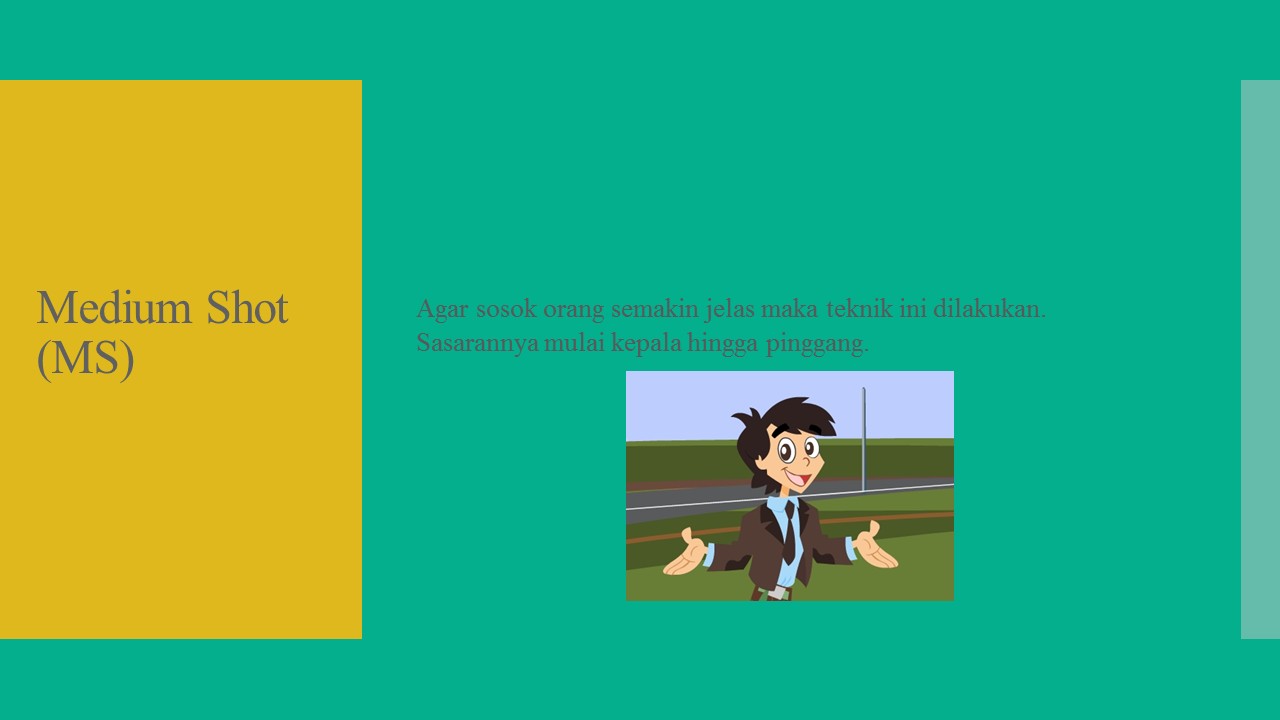 Medium Shot
(MS)
Agar sosok orang semakin jelas maka teknik ini dilakukan.
Sasarannya mulai kepala hingga pinggang.